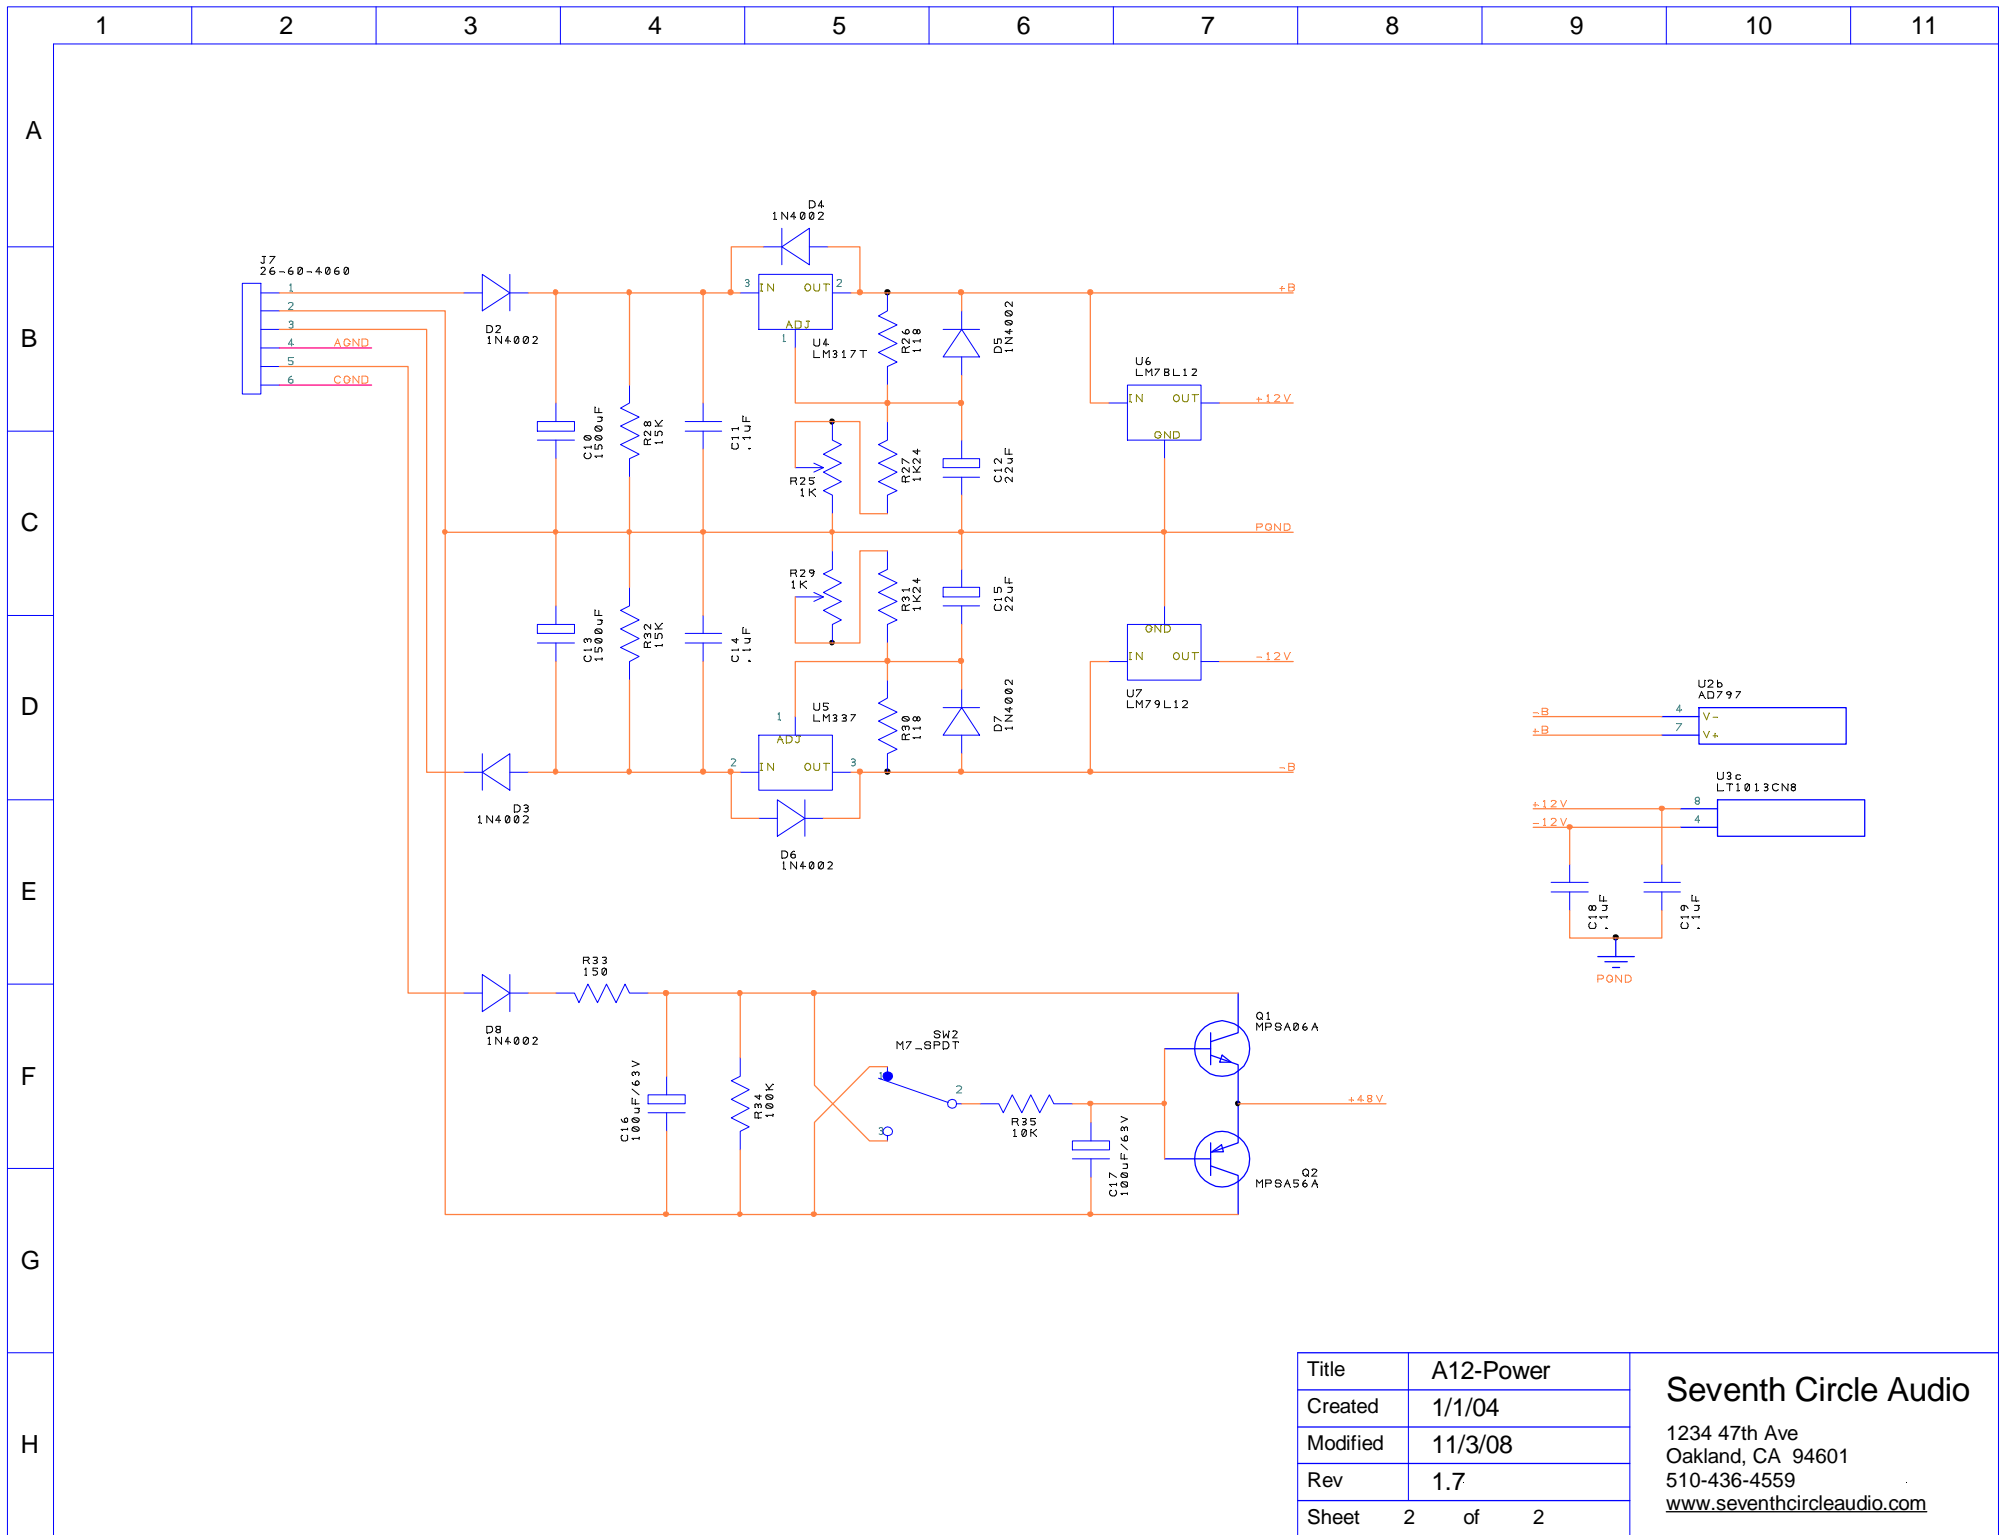 1 2 3 4 5 6 7 8 9 10 11
A
B
C
D
E
F
G
H
D4
1N4002
J7
26-60-4060
1
2
3
4 AGND
5
6 CGND
D2
1N4002
3 IN OUT 2
ADJ
1
U4
LM317T
R26
118
D5
1N4002
+B
U6
LM78L12
IN OUT
GND
+12V
C10
1500uF
R28
15K
C11
.1uF
R25
1K
R27
1K24
C12
22uF
PGND
R29
1K
R31
1K24
C15
22uF
C13
1500uF
R32
15K
C14
.1uF
GND
IN OUT
-12V
U7
LM79L12
U5
LM337
1
ADJ
2 IN OUT 3
R30
118
D7
1N4002
-B
D3
1N4002
D6
1N4002
U2b
AD797
-B 4 V-
+B 7 V+
U3c
LT1013CN8
+12V 8
-12V 4
C18
.1uF
C19
.1uF
PGND
R33
150
D8
1N4002
SW2
M7_SPDT
1
2
3
C16
100uF/63V
R34
100K
R35
10K
C17
100uF/63V
Q1
MPSA06A
+48V
Q2
MPSA56A
Title A12-Power
Created 1/1/04
Modified 11/3/08
Rev 1.7
Sheet 2 of 2
Seventh Circle Audio
1234 47th Ave
Oakland, CA 94601
510-436-4559
www.seventhcircleaudio.com